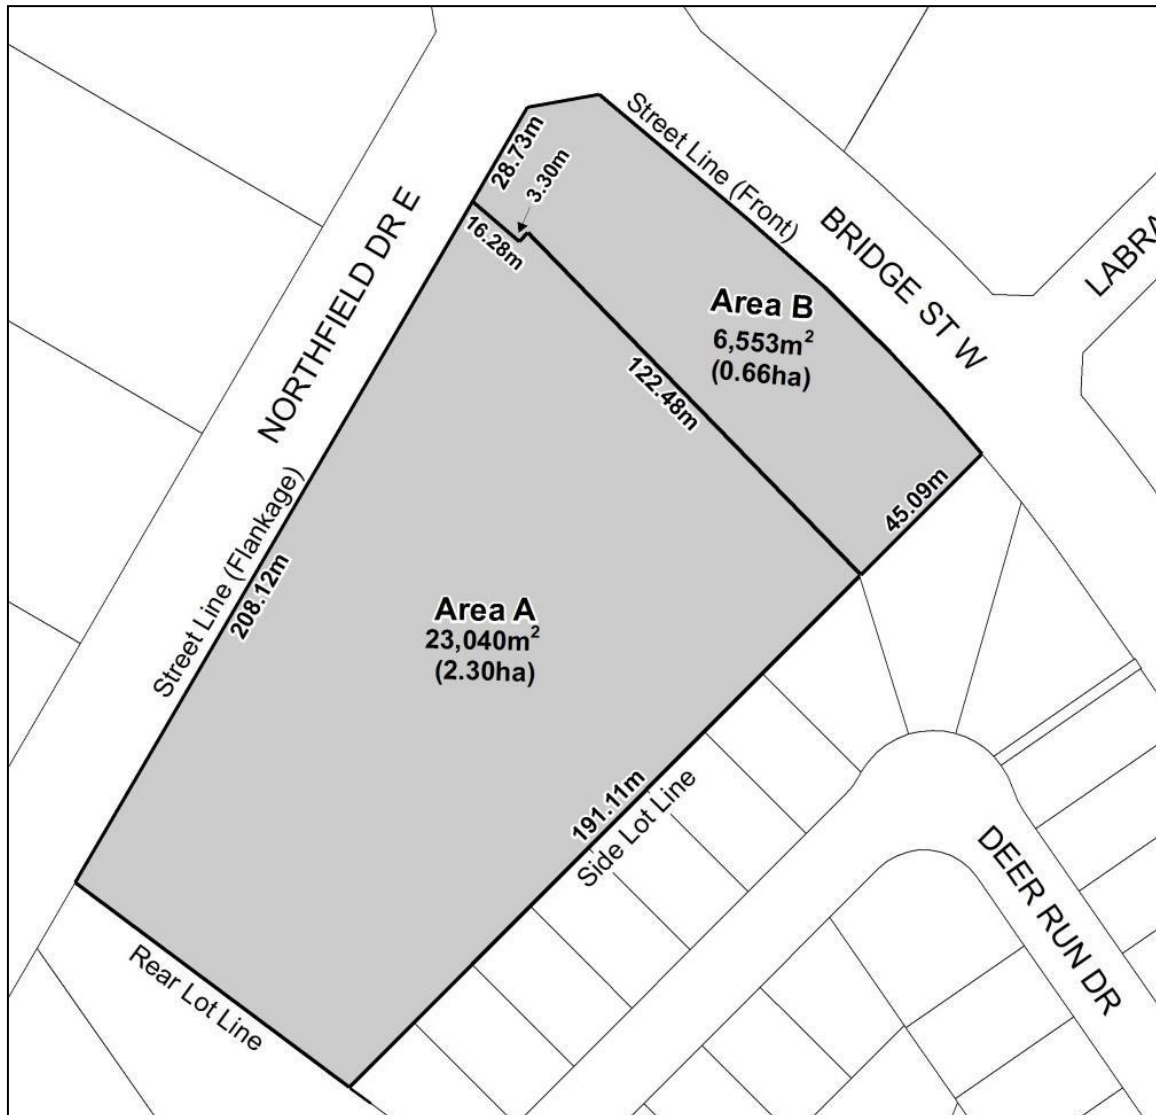 Street Line (Front)
28.73m
3.30m
16.28m
NORTHFIELD DR E
BRIDGE ST W
LABRA
Area B
6,553m²
(0.66ha)
122.48m
45.09m
Street Line (Flankage)
208.12m
Area A
23,040m²
(2.30ha)
191.11m
Side Lot Line
DEER RUN DR
Rear Lot Line